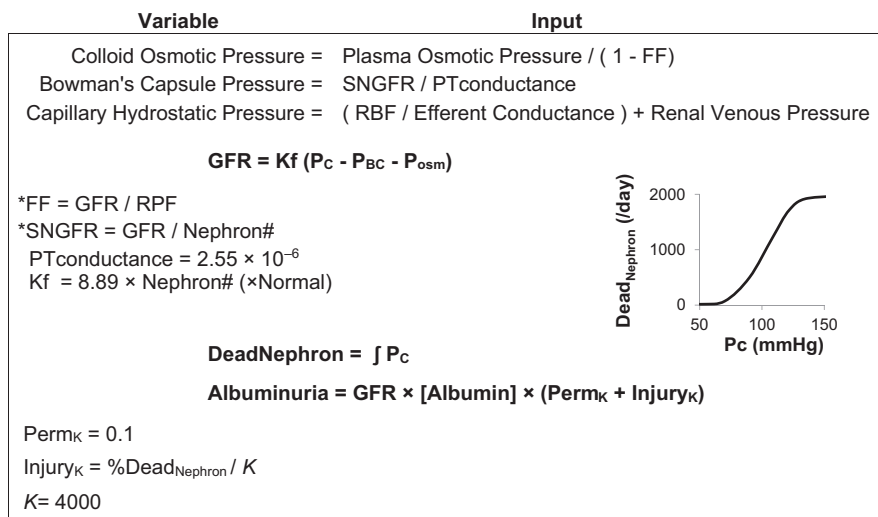 Variable Input
Colloid Osmotic Pressure = Plasma Osmotic Pressure / ( 1 - FF)
Bowman's Capsule Pressure = SNGFR / PTconductance
Capillary Hydrostatic Pressure = ( RBF / Efferent Conductance ) + Renal Venous Pressure
GFR = Kf (PC - PBC - Posm)
*FF = GFR / RPF
*SNGFR = GFR / Nephron#
PTconductance = 2.55 × 10⁻⁶
Kf = 8.89 × Nephron# (×Normal)
DeadNephron (/day)
2000
1000
0
50 100 150
Pc (mmHg)
DeadNephron = ∫ PC
Albuminuria = GFR × [Albumin] × (PermK + InjuryK)
PermK = 0.1
InjuryK = %DeadNephron / K
K= 4000